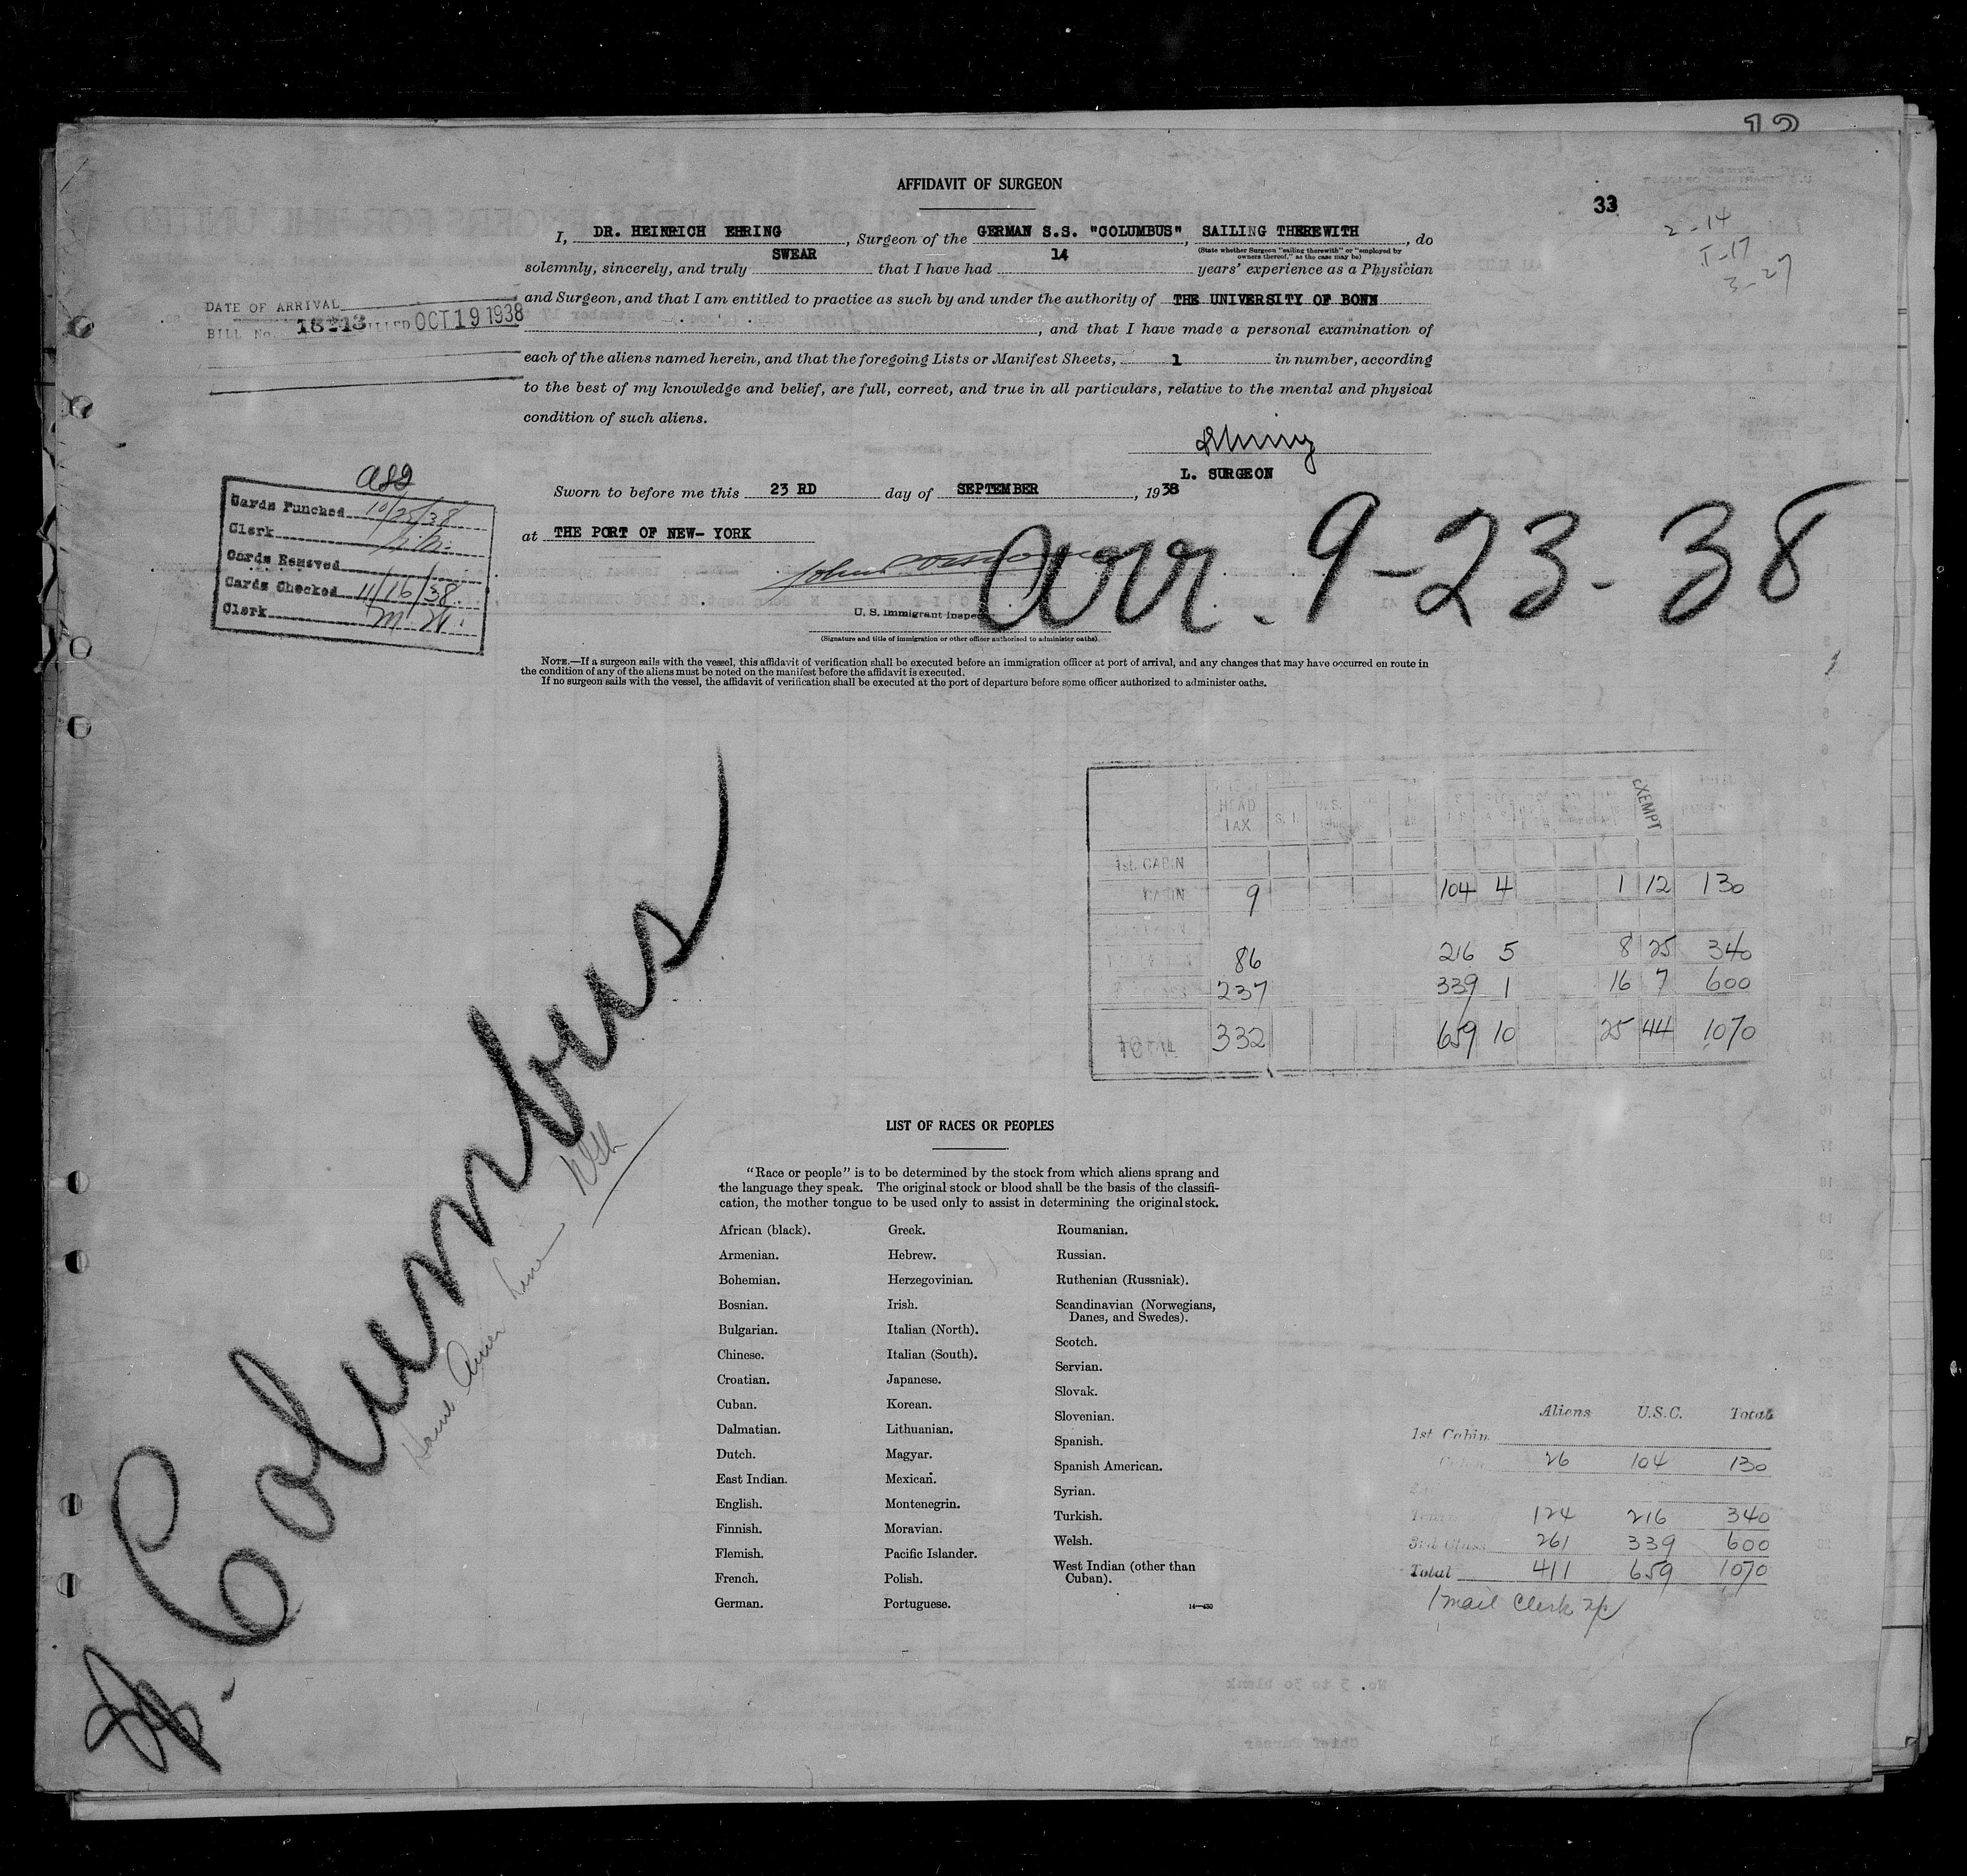 AFFIDAVIT OF SURGEON
33
2-14
I-17
3-27
I, DR. HEINRICH EHRING, Surgeon of the GERMAN S.S. "COLUMBUS", SAILING THEREWITH, do
(State whether Surgeon "sailing therewith" or "employed by owners thereof," as the case may be)
solemnly, sincerely, and truly SWEAR that I have had 14 years' experience as a Physician
and Surgeon, and that I am entitled to practice as such by and under the authority of THE UNIVERSITY OF BONN
, and that I have made a personal examination of
each of the aliens named herein, and that the foregoing Lists or Manifest Sheets, 1 in number, according
to the best of my knowledge and belief, are full, correct, and true in all particulars, relative to the mental and physical
condition of such aliens.
DATE OF ARRIVAL
BILL No. 18-13 OCT 19 1938
L. SURGEON
Sworn to before me this 23 RD day of SEPTEMBER, 1938
at THE PORT OF NEW-YORK
U. S. Immigrant Inspe
(Signature and title of immigration or other officer authorized to administer oaths)
arr. 9-23-38
Cards Punched 10/25/38
Clerk
Cards Removed
Cards Checked 11/16/38
Clerk M W.
NOTE.—If a surgeon sails with the vessel, this affidavit of verification shall be executed before an immigration officer at port of arrival, and any changes that may have occurred en route in
the condition of any of the aliens must be noted on the manifest before the affidavit is executed.
If no surgeon sails with the vessel, the affidavit of verification shall be executed at the port of departure before some officer authorized to administer oaths.
HEAD TAX S. I. U. S. EXEMPT
1st. CABIN
CABIN 9 104 4 1 12 130
86 216 5 8 25 340
237 339 1 16 7 600
TOTAL 332 659 10 25 44 1070
Columbus
Line
LIST OF RACES OR PEOPLES
"Race or people" is to be determined by the stock from which aliens sprang and
the language they speak. The original stock or blood shall be the basis of the classifi-
cation, the mother tongue to be used only to assist in determining the original stock.
African (black).
Armenian.
Bohemian.
Bosnian.
Bulgarian.
Chinese.
Croatian.
Cuban.
Dalmatian.
Dutch.
East Indian.
English.
Finnish.
Flemish.
French.
German.
Greek.
Hebrew.
Herzegovinian.
Irish.
Italian (North).
Italian (South).
Japanese.
Korean.
Lithuanian.
Magyar.
Mexican.
Montenegrin.
Moravian.
Pacific Islander.
Polish.
Portuguese.
Roumanian.
Russian.
Ruthenian (Russniak).
Scandinavian (Norwegians,
Danes, and Swedes).
Scotch.
Servian.
Slovak.
Slovenian.
Spanish.
Spanish American.
Syrian.
Turkish.
Welsh.
West Indian (other than
Cuban).
14—430
Aliens U.S.C. Total
1st Cabin
26 104 130
124 216 340
3rd Class 261 339 600
Total 411 659 1070
1 mail Clerk